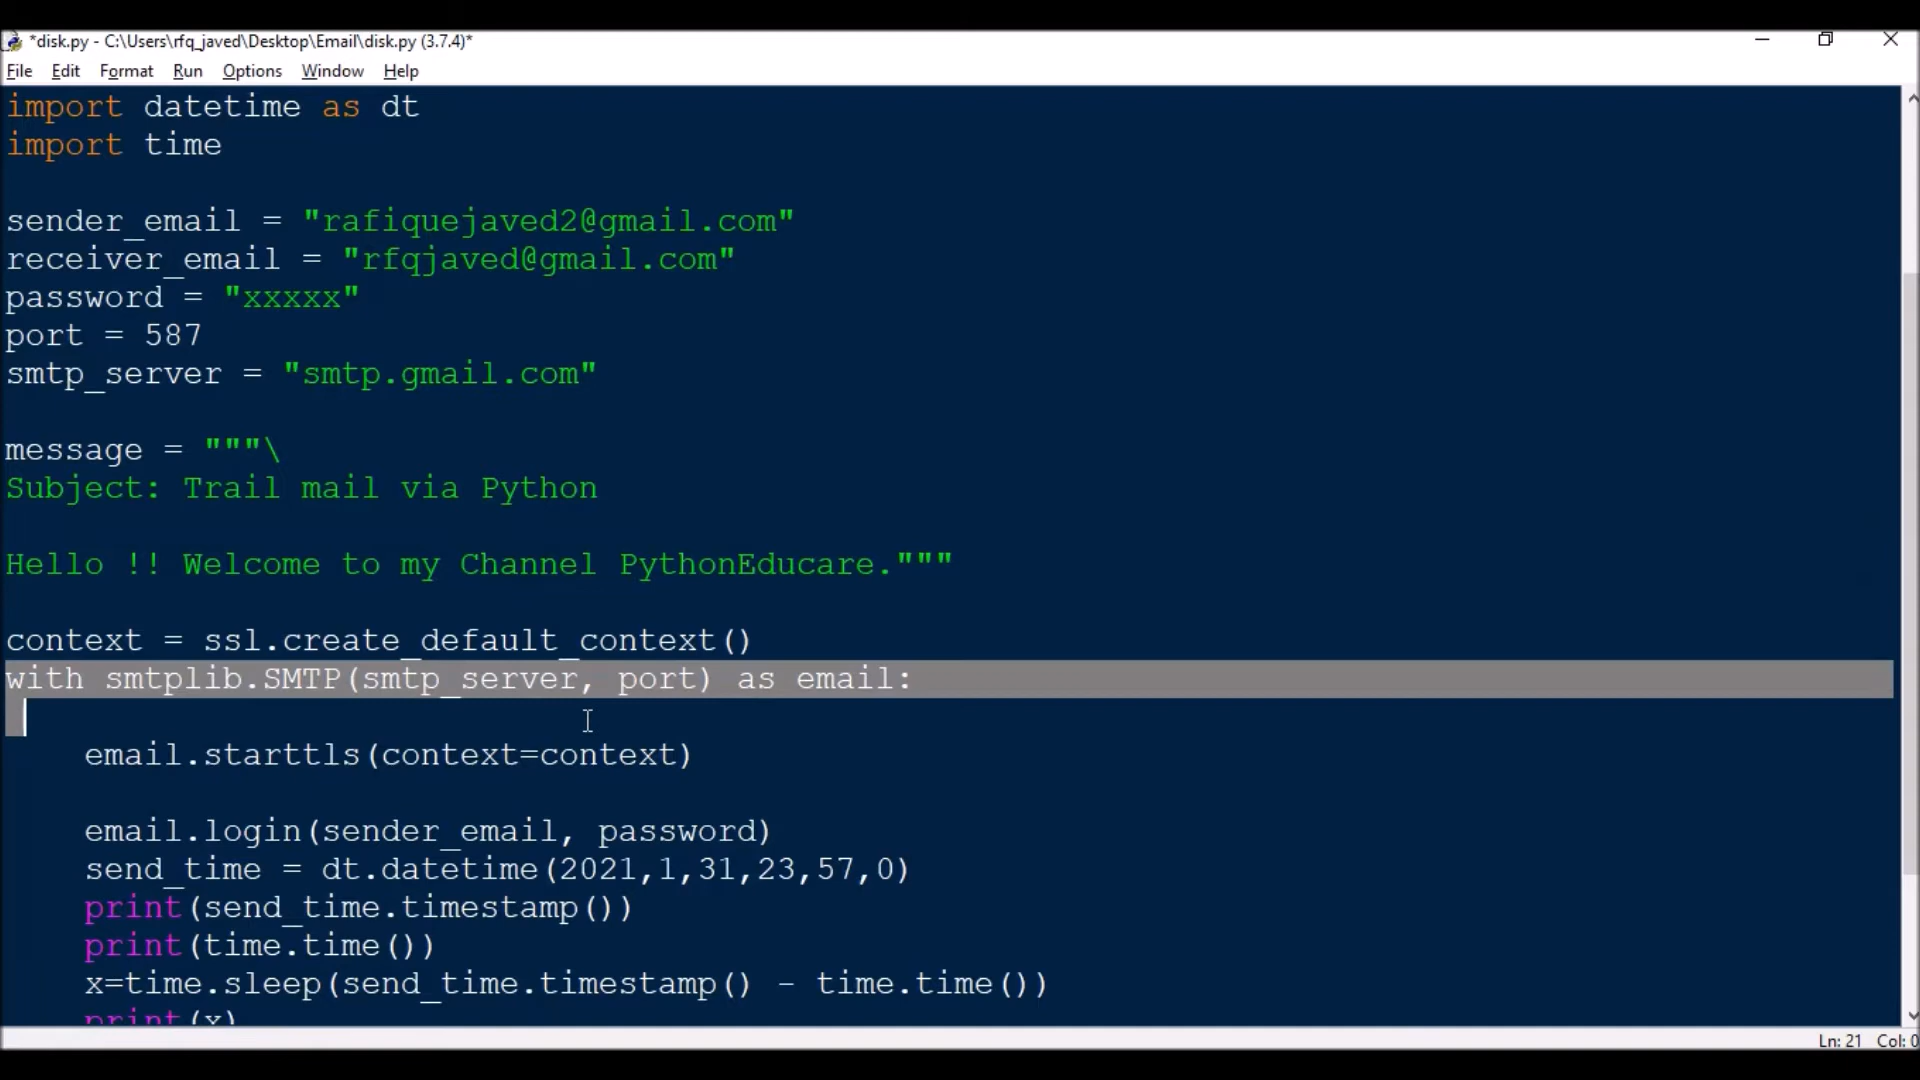 *disk.py - C:\Users\rfq_javed\Desktop\Email\disk.py (3.7.4)*
File Edit Format Run Options Window Help
import datetime as dt
import time
sender_email = "rafiquejaved2@gmail.com"
receiver_email = "rfqjaved@gmail.com"
password = "xxxxx"
port = 587
smtp_server = "smtp.gmail.com"
message = """\
Subject: Trail mail via Python
Hello !! Welcome to my Channel PythonEducare."""
context = ssl.create_default_context()
with smtplib.SMTP(smtp_server, port) as email:
email.starttls(context=context)
email.login(sender_email, password)
send_time = dt.datetime(2021,1,31,23,57,0)
print(send_time.timestamp())
print(time.time())
x=time.sleep(send_time.timestamp() - time.time())
print(x)
Ln: 21 Col: 0